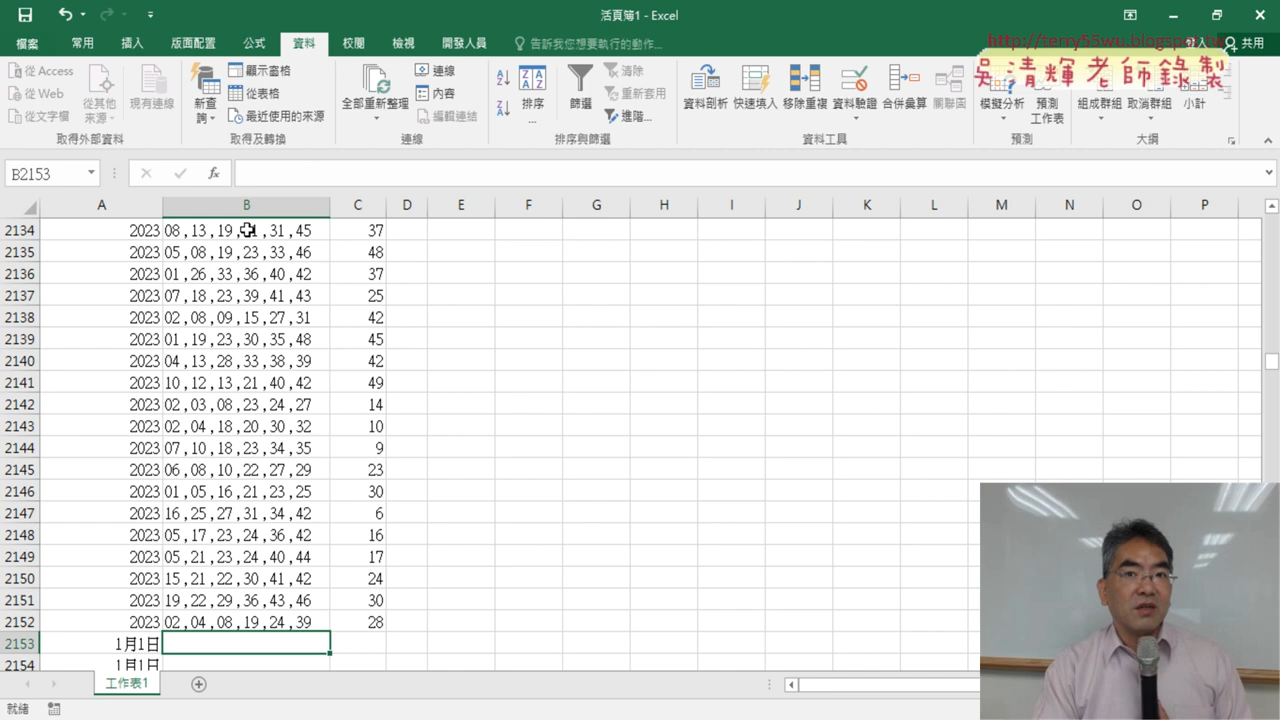 活頁簿1 - Excel
檔案 常用 插入 版面配置 公式 資料 校閱 檢視 開發人員 告訴我您想要執行的動作... 共用
http://terry55wu.blogspot.tw
吳清輝老師錄製
從 Access
從 Web
從文字檔
從其他來源
現有連線
取得外部資料
新查詢
顯示窗格
從表格
最近使用的來源
取得及轉換
全部重新整理
連線
內容
編輯連結
連線
排序...
篩選
清除
重新套用
進階...
排序與篩選
資料剖析 快速填入 移除重複 資料驗證 合併彙算 關聯圖
資料工具
模擬分析 預測工作表
預測
組成群組 取消群組 小計
大綱
B2153 fx
A B C D E F G H I J K L M N O P
2134 2023 08 ,13 ,19 , ,31 ,45 37
2135 2023 05 ,08 ,19 ,23 ,33 ,46 48
2136 2023 01 ,26 ,33 ,36 ,40 ,42 37
2137 2023 07 ,18 ,23 ,39 ,41 ,43 25
2138 2023 02 ,08 ,09 ,15 ,27 ,31 42
2139 2023 01 ,19 ,23 ,30 ,35 ,48 45
2140 2023 04 ,13 ,28 ,33 ,38 ,39 42
2141 2023 10 ,12 ,13 ,21 ,40 ,42 49
2142 2023 02 ,03 ,08 ,23 ,24 ,27 14
2143 2023 02 ,04 ,18 ,20 ,30 ,32 10
2144 2023 07 ,10 ,18 ,23 ,34 ,35 9
2145 2023 06 ,08 ,10 ,22 ,27 ,29 23
2146 2023 01 ,05 ,16 ,21 ,23 ,25 30
2147 2023 16 ,25 ,27 ,31 ,34 ,42 6
2148 2023 05 ,17 ,23 ,24 ,36 ,42 16
2149 2023 05 ,21 ,23 ,24 ,40 ,44 17
2150 2023 15 ,21 ,22 ,30 ,41 ,42 24
2151 2023 19 ,22 ,29 ,36 ,43 ,46 30
2152 2023 02 ,04 ,08 ,19 ,24 ,39 28
2153 1月1日
2154 1月1日
工作表1
就緒